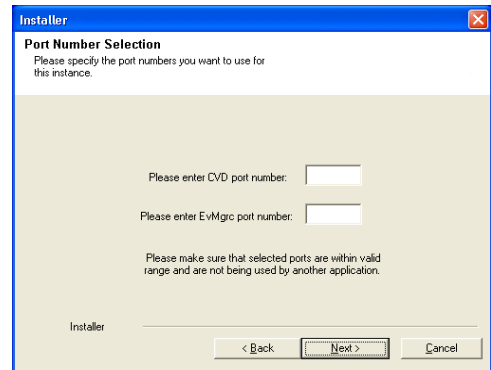 Installer
Port Number Selection
Please specify the port numbers you want to use for
this instance.
Please enter CVD port number:
Please enter EvMgrc port number:
Please make sure that selected ports are within valid
range and are not being used by another application.
Installer
< Back
Next >
Cancel